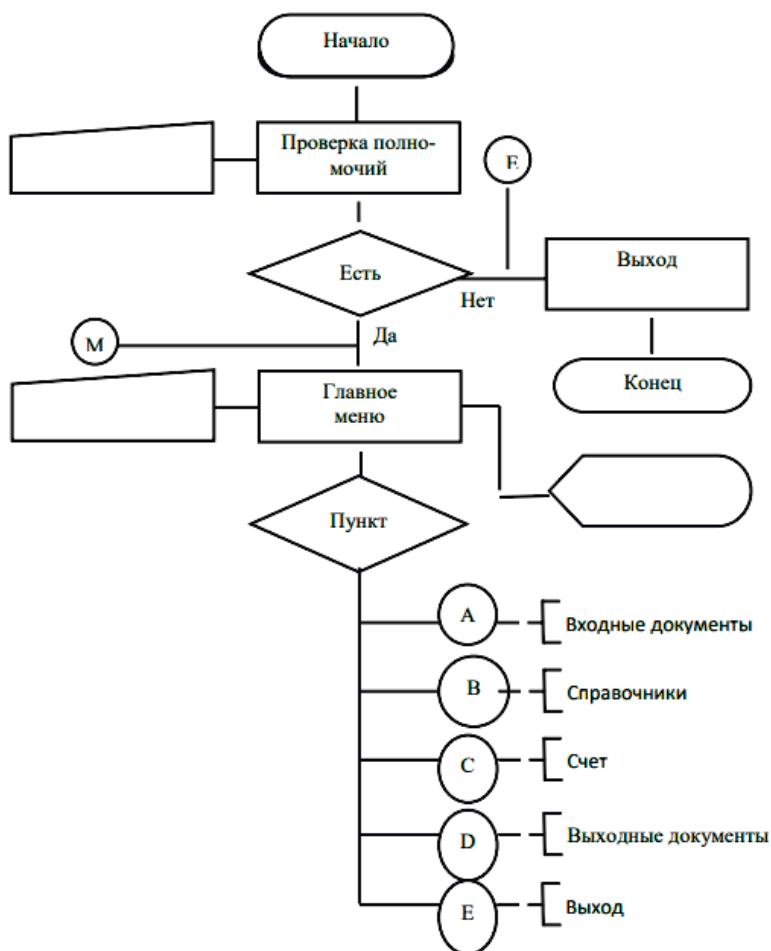 Начало
Проверка полно-
мочий
Е
Есть
Выход
Нет
М
Да
Главное
меню
Конец
Пункт
A
Входные документы
B
Справочники
C
Счет
D
Выходные документы
E
Выход